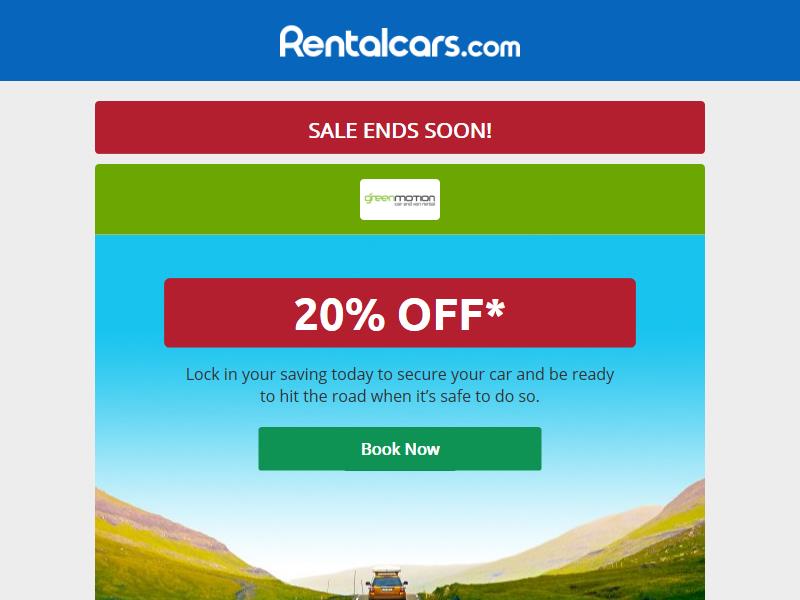 Rentalcars.com
SALE ENDS SOON!
greenmotion
car and van rental
20% OFF*
Lock in your saving today to secure your car and be ready
to hit the road when it’s safe to do so.
Book Now